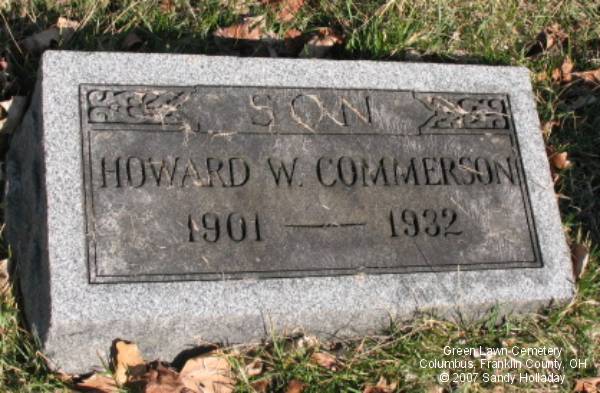 SON
HOWARD W. COMMERSON
1901 — 1932
Green Lawn Cemetery
Columbus, Franklin County, OH
© 2007 Sandy Holladay